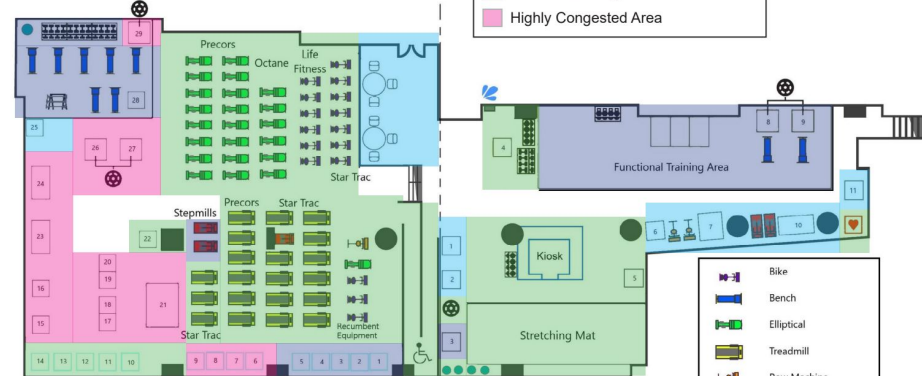 Highly Congested Area
29
Precors
Octane
Life
Fitness
28
25
26
27
24
Star Trac
8
9
4
Functional Training Area
11
Stepmills
Precors
Star Trac
22
23
6
7
10
1
Kiosk
2
5
20
19
18
17
21
16
15
3
Stretching Mat
Star Trac
Recumbent
Equipment
14
13
12
11
10
9
8
7
6
5
4
3
2
1
Bike
Bench
Elliptical
Treadmill
Row Machine